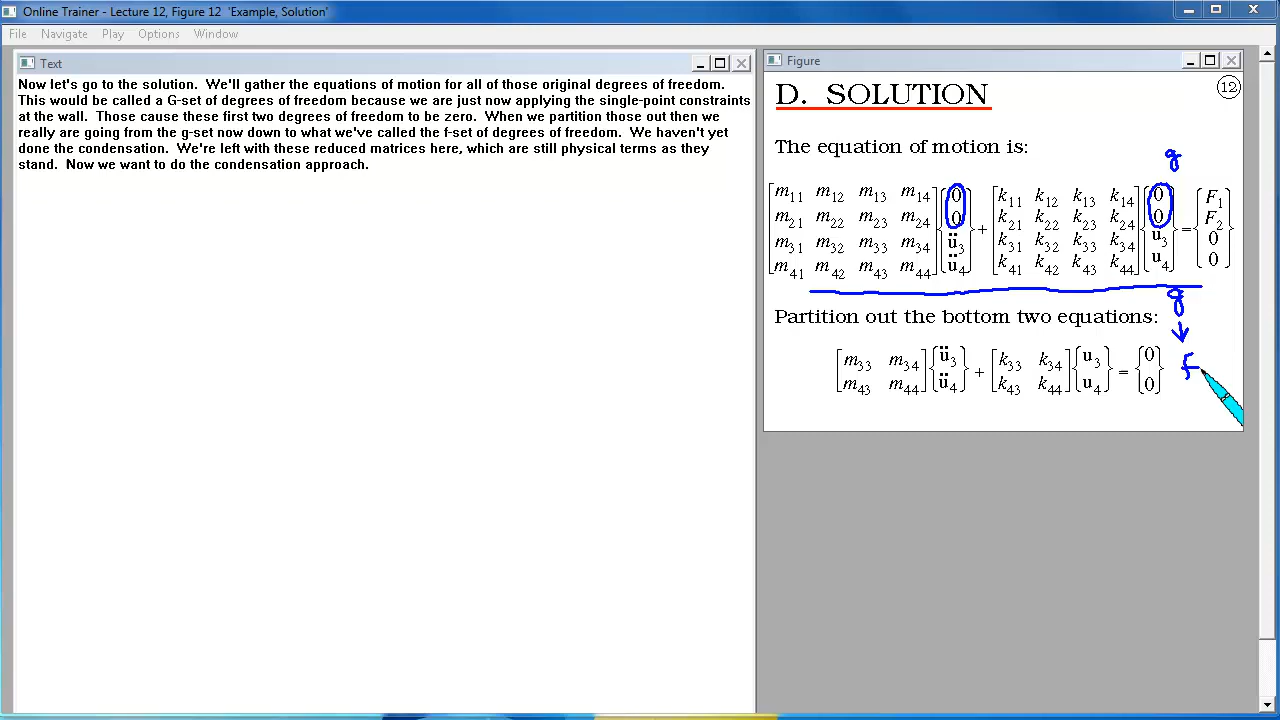 Online Trainer - Lecture 12, Figure 12 'Example, Solution'
File Navigate Play Options Window
Text
Now let's go to the solution. We'll gather the equations of motion for all of those original degrees of freedom.
This would be called a G-set of degrees of freedom because we are just now applying the single-point constraints
at the wall. Those cause these first two degrees of freedom to be zero. When we partition those out then we
really are going from the g-set now down to what we've called the f-set of degrees of freedom. We haven't yet
done the condensation. We're left with these reduced matrices here, which are still physical terms as they
stand. Now we want to do the condensation approach.
Figure
D. SOLUTION
12
The equation of motion is:
g
m11 m12 m13 m14 0 k11 k12 k13 k14 0 F1
m21 m22 m23 m24 0 + k21 k22 k23 k24 0 = F2
m31 m32 m33 m34 ü3 k31 k32 k33 k34 u3 0
m41 m42 m43 m44 ü4 k41 k42 k43 k44 u4 0
g
Partition out the bottom two equations:
m33 m34 ü3 + k33 k34 u3 = 0
m43 m44 ü4 k43 k44 u4 0
f